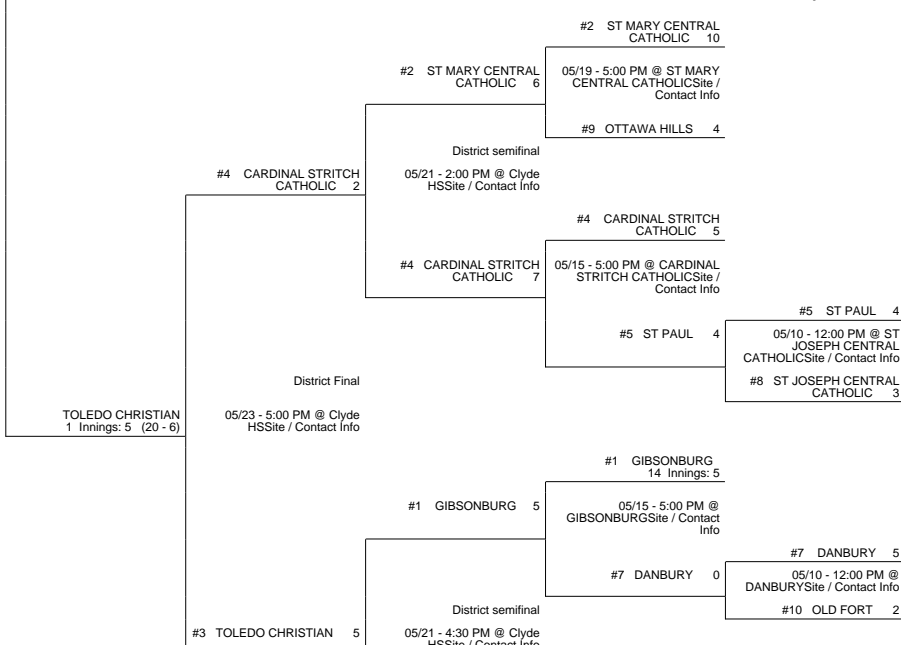 #2 ST MARY CENTRAL
CATHOLIC 10
#2 ST MARY CENTRAL
CATHOLIC 6
05/19 - 5:00 PM @ ST MARY
CENTRAL CATHOLICSite /
Contact Info
#9 OTTAWA HILLS 4
District semifinal
05/21 - 2:00 PM @ Clyde
HSSite / Contact Info
#4 CARDINAL STRITCH
CATHOLIC 2
#4 CARDINAL STRITCH
CATHOLIC 5
#4 CARDINAL STRITCH
CATHOLIC 7
05/15 - 5:00 PM @ CARDINAL
STRITCH CATHOLICSite /
Contact Info
#5 ST PAUL 4
#5 ST PAUL 4
05/10 - 12:00 PM @ ST
JOSEPH CENTRAL
CATHOLICSite / Contact Info
#8 ST JOSEPH CENTRAL
CATHOLIC 3
District Final
05/23 - 5:00 PM @ Clyde
HSSite / Contact Info
TOLEDO CHRISTIAN
1 Innings: 5 (20 - 6)
#1 GIBSONBURG
14 Innings: 5
#1 GIBSONBURG 5
05/15 - 5:00 PM @
GIBSONBURGSite / Contact
Info
#7 DANBURY 5
#7 DANBURY 0
05/10 - 12:00 PM @
DANBURYSite / Contact Info
#10 OLD FORT 2
District semifinal
#3 TOLEDO CHRISTIAN 5
05/21 - 4:30 PM @ Clyde
HSSite / Contact Info